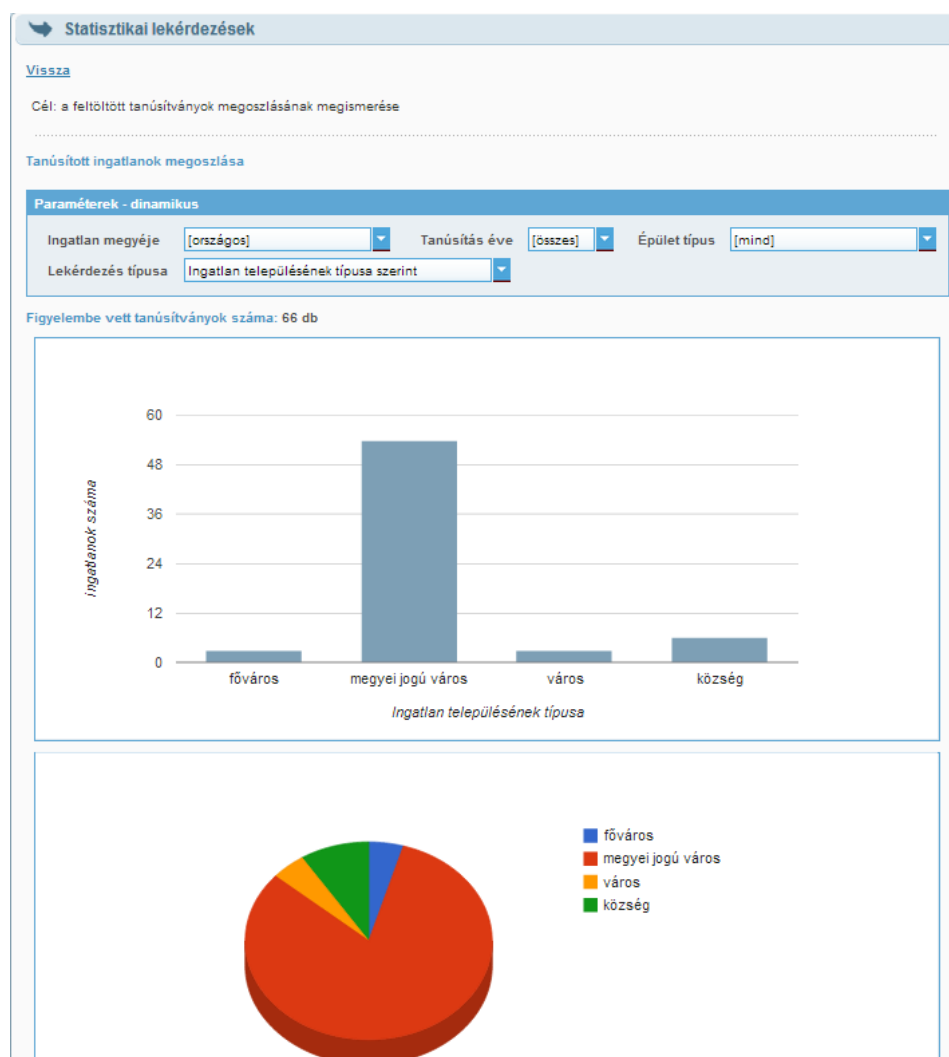 Statisztikai lekérdezések
Vissza
Cél: a feltöltött tanúsítványok megoszlásának megismerése
Tanúsított ingatlanok megoszlása
Paraméterek - dinamikus
Ingatlan megyéje [országos] Tanúsítás éve [összes] Épület típus [mind]
Lekérdezés típusa Ingatlan településének típusa szerint
Figyelembe vett tanúsítványok száma: 66 db
60
48
36
24
12
0
ingatlanok száma
főváros megyei jogú város város község
Ingatlan településének típusa
főváros
megyei jogú város
város
község